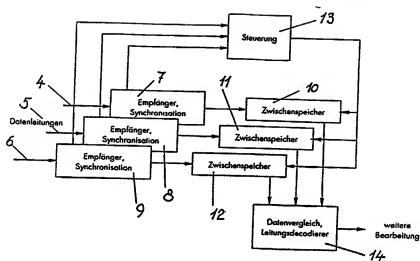 13
Steuerung
4
7
Empfänger,
Synchronisation
10
Zwischenspeicher
5
Datenleitungen
Empfänger,
Synchronisation
11
Zwischenspeicher
6
Empfänger,
Synchronisation
8
9
Zwischenspeicher
12
Datenvergleich,
Leitungsdecodierer
14
weitere
Bearbeitung